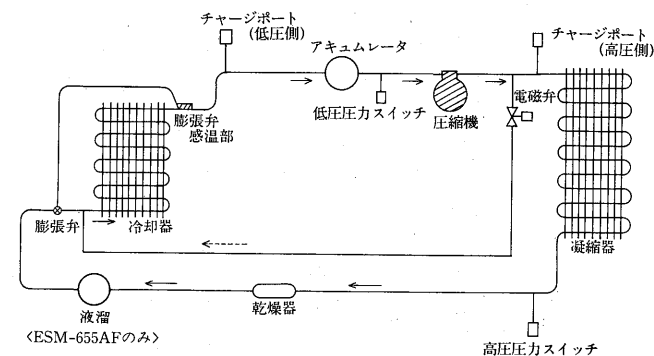 チャージポート
(低圧側)
アキュムレータ
チャージポート
(高圧側)
膨張弁
感温部
低圧圧力スイッチ
圧縮機
電磁弁
膨張弁
冷却器
凝縮器
液溜
乾燥器
<ESM-655AFのみ>
高圧圧力スイッチ